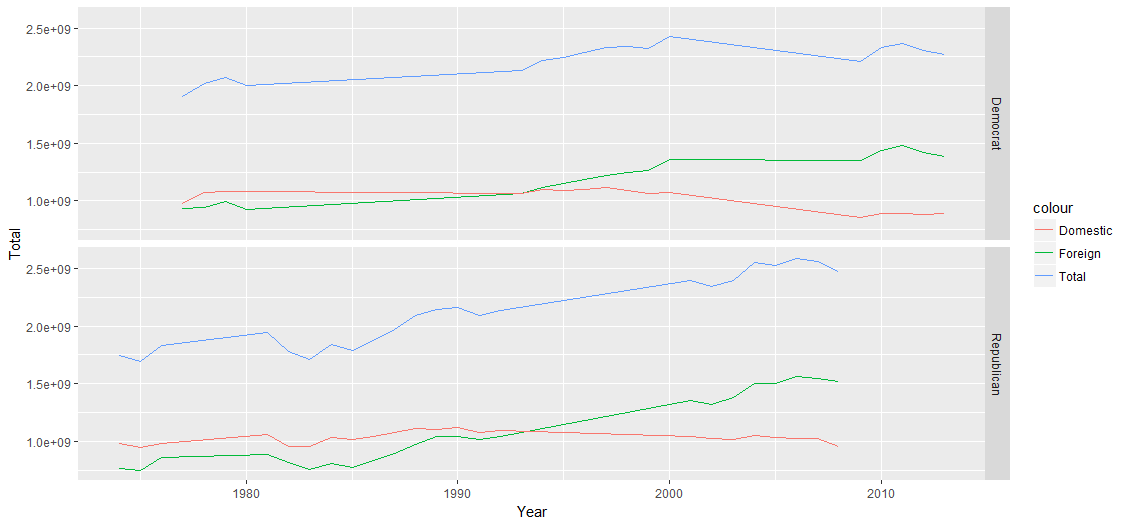 Total
2.5e+09
2.0e+09
1.5e+09
1.0e+09
Democrat
2.5e+09
2.0e+09
1.5e+09
1.0e+09
Republican
1980
1990
2000
2010
Year
colour
Domestic
Foreign
Total